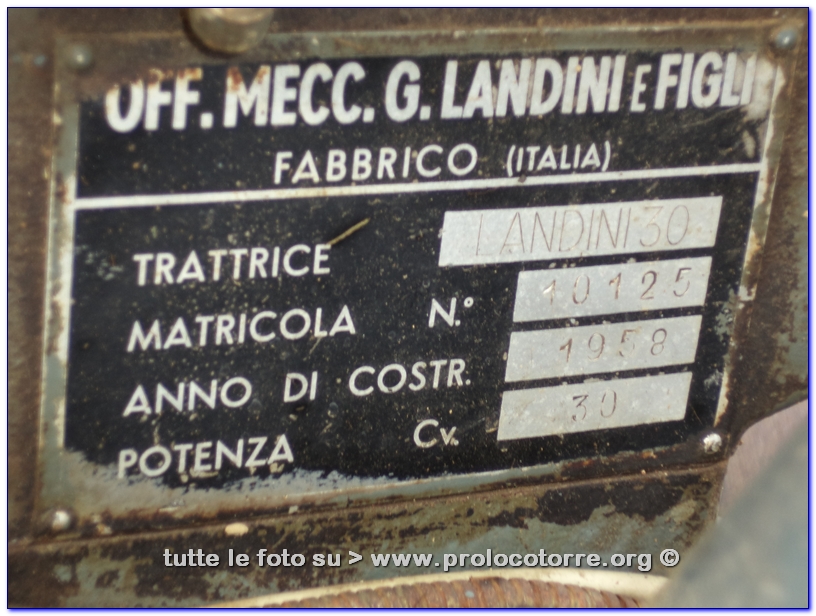 OFF. MECC. G. LANDINI E FIGLI
FABBRICO (ITALIA)
TRATTRICE LANDINI 30
MATRICOLA N.° 10125
ANNO DI COSTR. 1958
POTENZA Cv. 30
tutte le foto su > www.prolocotorre.org ©